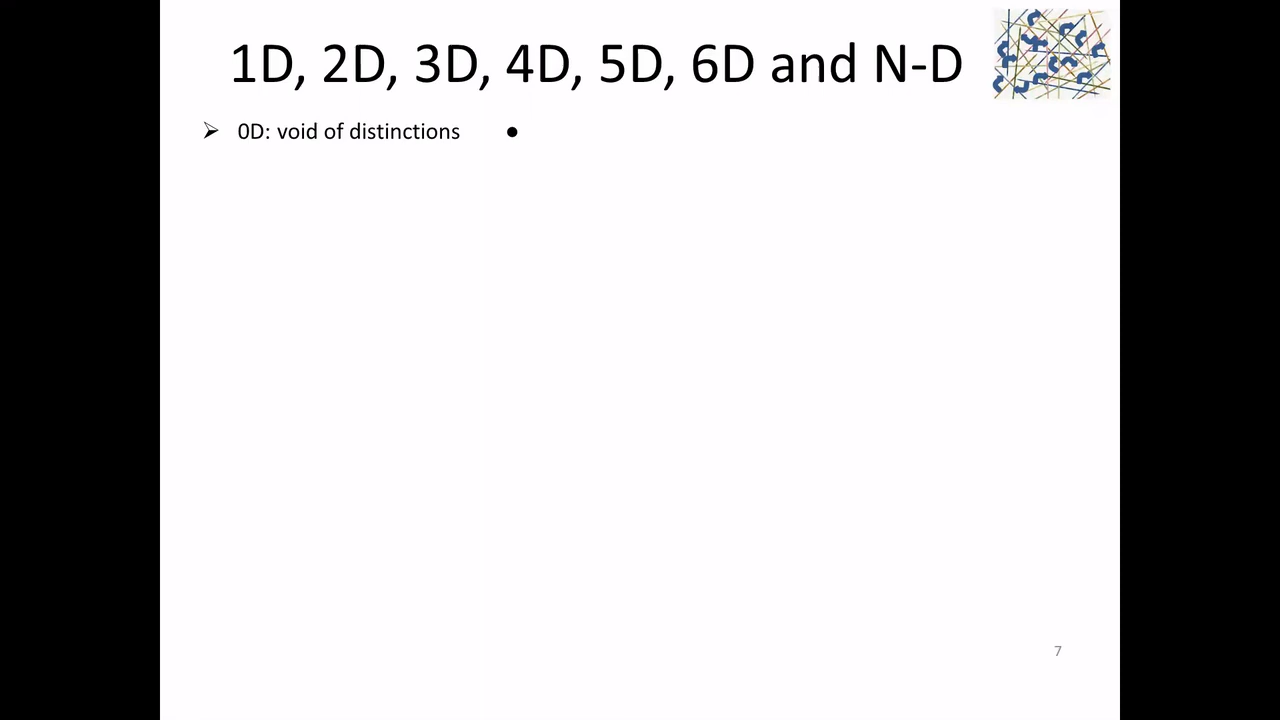 1D, 2D, 3D, 4D, 5D, 6D and N-D
➢ 0D: void of distinctions •
7